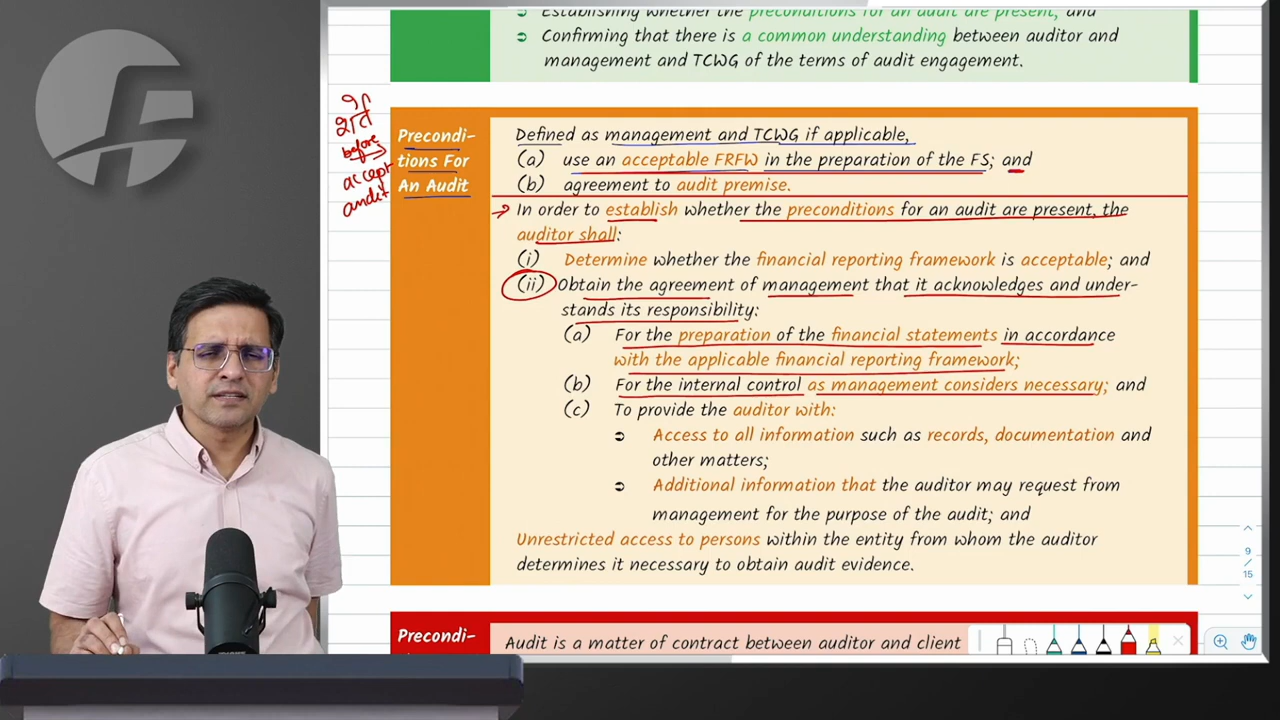 Establishing whether the preconditions for an audit are present, and
➲ Confirming that there is a common understanding between auditor and
management and TCWG of the terms of audit engagement.
शर्त
before
accept
audit
Precondi-
tions For
An Audit
Defined as management and TCWG if applicable,
(a) use an acceptable FRFW in the preparation of the FS; and
(b) agreement to audit premise.
In order to establish whether the preconditions for an audit are present, the
auditor shall:
(i) Determine whether the financial reporting framework is acceptable; and
(ii) Obtain the agreement of management that it acknowledges and under-
stands its responsibility:
(a) For the preparation of the financial statements in accordance
with the applicable financial reporting framework;
(b) For the internal control as management considers necessary; and
(c) To provide the auditor with:
➲ Access to all information such as records, documentation and
other matters;
➲ Additional information that the auditor may request from
management for the purpose of the audit; and
Unrestricted access to persons within the entity from whom the auditor
determines it necessary to obtain audit evidence.
9
/
15
Precondi-
Audit is a matter of contract between auditor and client